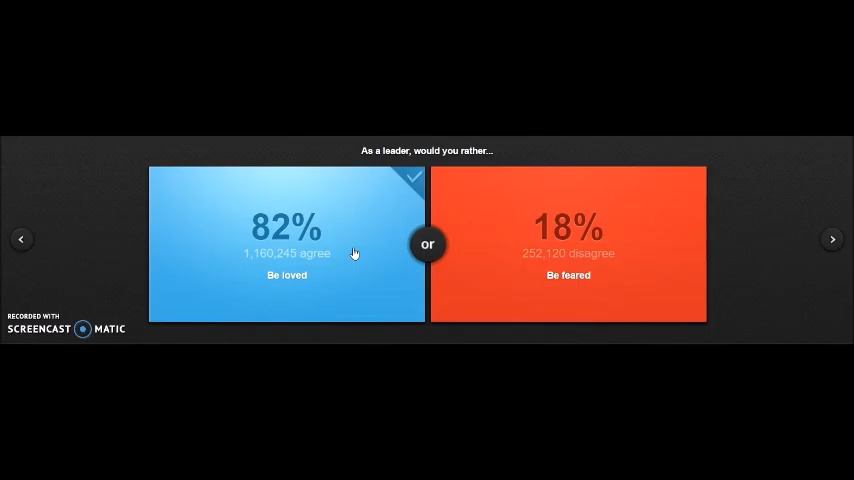 As a leader, would you rather...
82%
1,160,245 agree
Be loved
or
18%
252,120 disagree
Be feared
RECORDED WITH
SCREENCAST MATIC